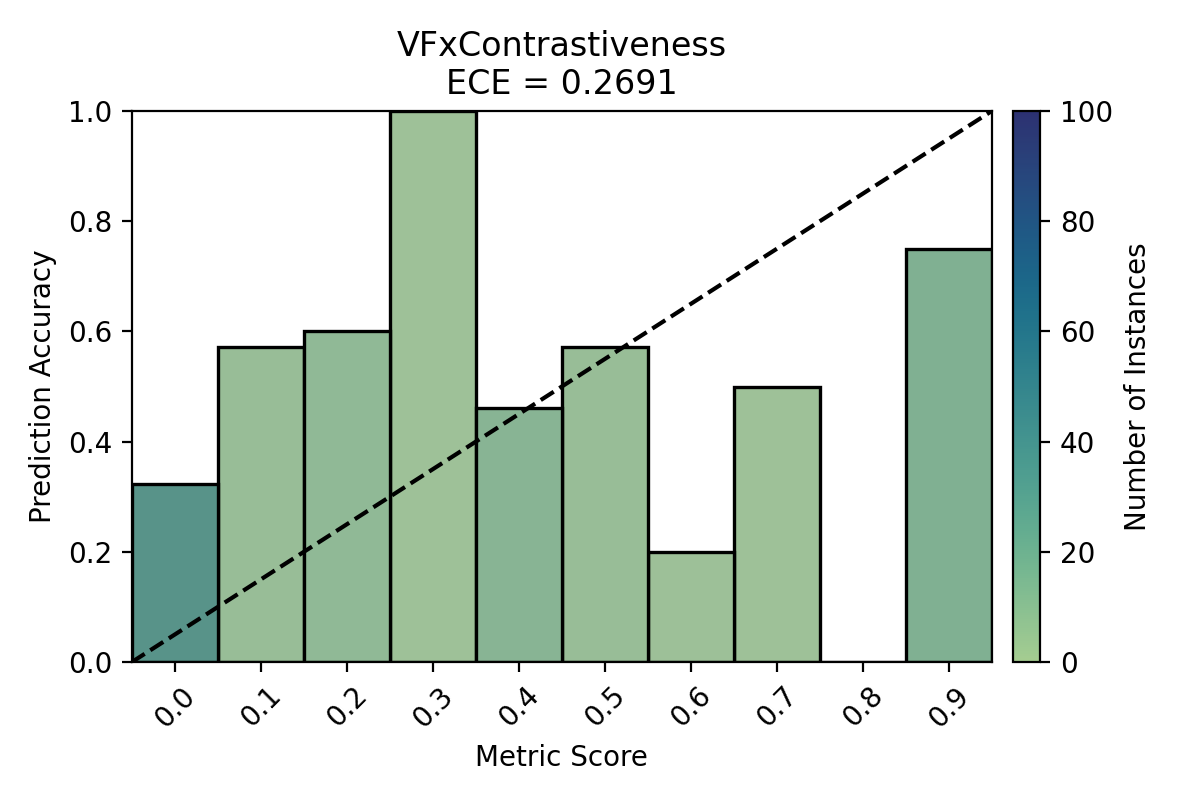 VFxContrastiveness
ECE = 0.2691
Prediction Accuracy
1.0
0.8
0.6
0.4
0.2
0.0
0.0 0.1 0.2 0.3 0.4 0.5 0.6 0.7 0.8 0.9
Metric Score
100
80
60
40
20
0
Number of Instances